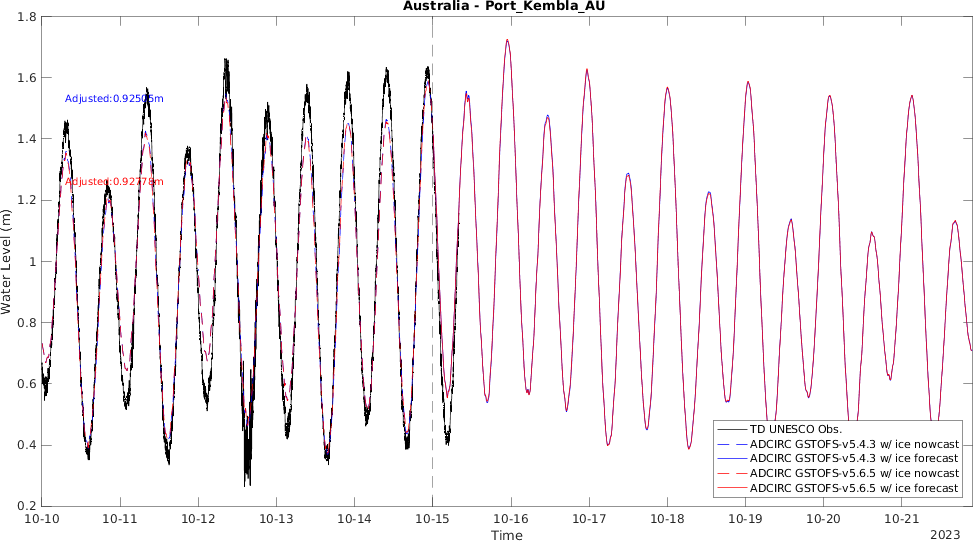 Australia - Port_Kembla_AU
1.8
1.6
1.4
1.2
1
0.8
0.6
0.4
0.2
Water Level (m)
Adjusted:0.92505m
Adjusted:0.92778m
TD UNESCO Obs.
ADCIRC GSTOFS-v5.4.3 w/ ice nowcast
ADCIRC GSTOFS-v5.4.3 w/ ice forecast
ADCIRC GSTOFS-v5.6.5 w/ ice nowcast
ADCIRC GSTOFS-v5.6.5 w/ ice forecast
10-10 10-11 10-12 10-13 10-14 10-15 10-16 10-17 10-18 10-19 10-20 10-21
Time
2023